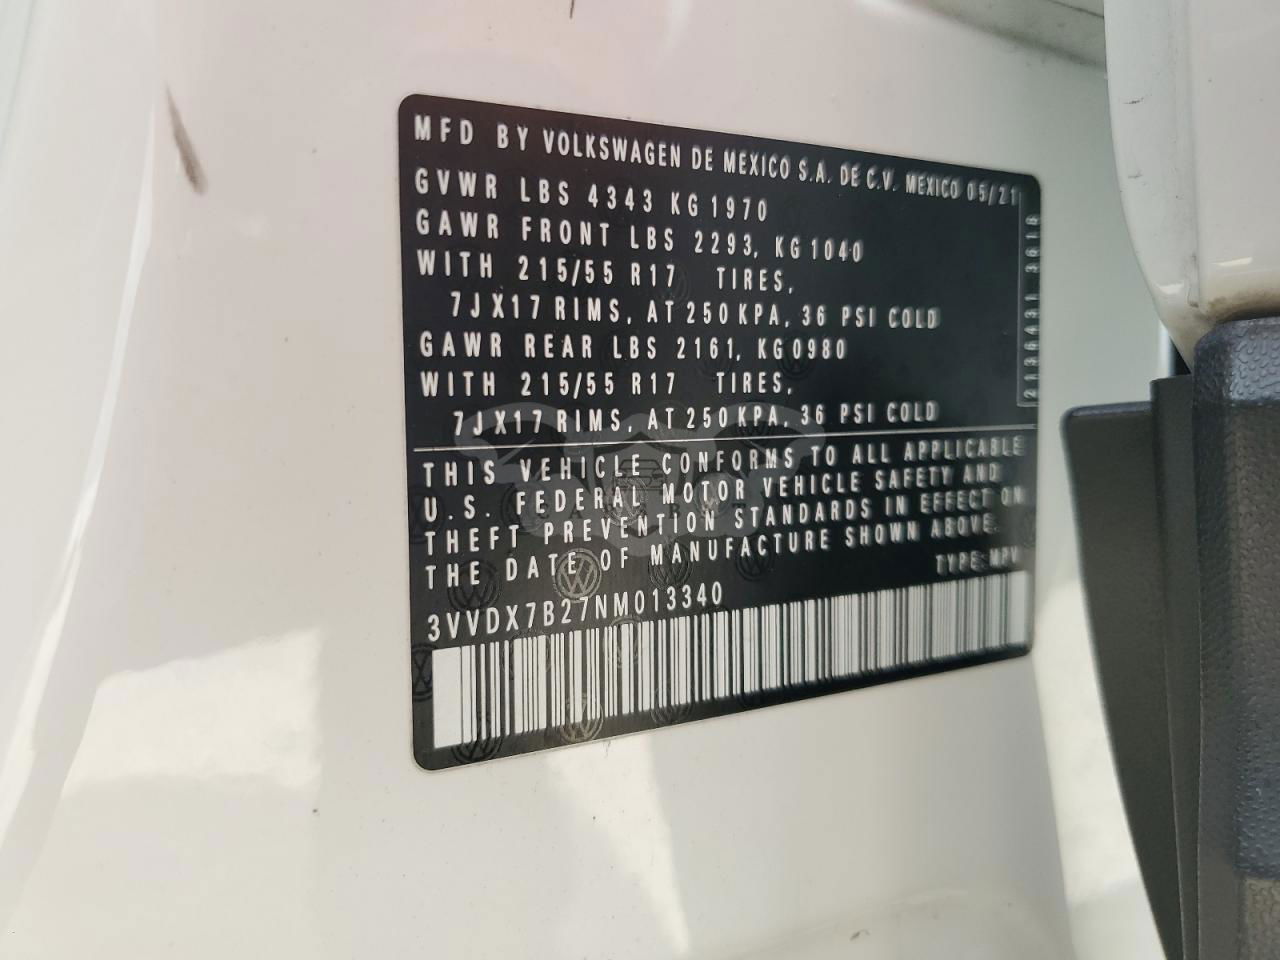 MFD BY VOLKSWAGEN DE MEXICO S.A. DE C.V. MEXICO 05/21
GVWR LBS 4343 KG 1970
GAWR FRONT LBS 2293, KG 1040
WITH 215/55 R17 TIRES,
7JX17 RIMS, AT 250 KPA, 36 PSI COLD
GAWR REAR LBS 2161, KG 0980
WITH 215/55 R17 TIRES,
7JX17 RIMS, AT 250 KPA, 36 PSI COLD
THIS VEHICLE CONFORMS TO ALL APPLICABLE
U.S. FEDERAL MOTOR VEHICLE SAFETY AND
THEFT PREVENTION STANDARDS IN EFFECT ON
THE DATE OF MANUFACTURE SHOWN ABOVE.
TYPE: MPV
3VVDX7B27NM013340